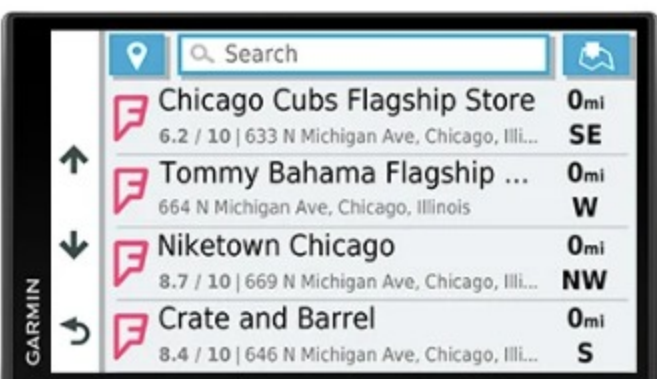 Search
Chicago Cubs Flagship Store 0mi
6.2 / 10 | 633 N Michigan Ave, Chicago, Illi... SE
Tommy Bahama Flagship ... 0mi
664 N Michigan Ave, Chicago, Illinois W
Niketown Chicago 0mi
8.7 / 10 | 669 N Michigan Ave, Chicago, Illi... NW
Crate and Barrel 0mi
8.4 / 10 | 646 N Michigan Ave, Chicago, Illi... S
GARMIN